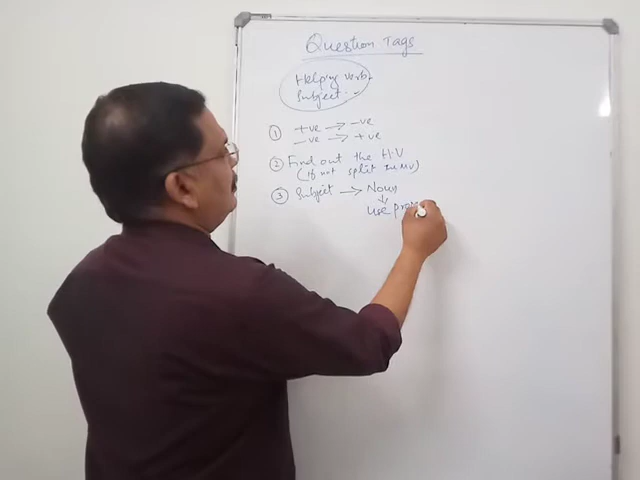 Question Tags
Helping verb
Subject
① +ve → -ve
-ve → +ve
② Find out the H.V
(If not split the MV)
③ Subject → Noun
↓
use pro